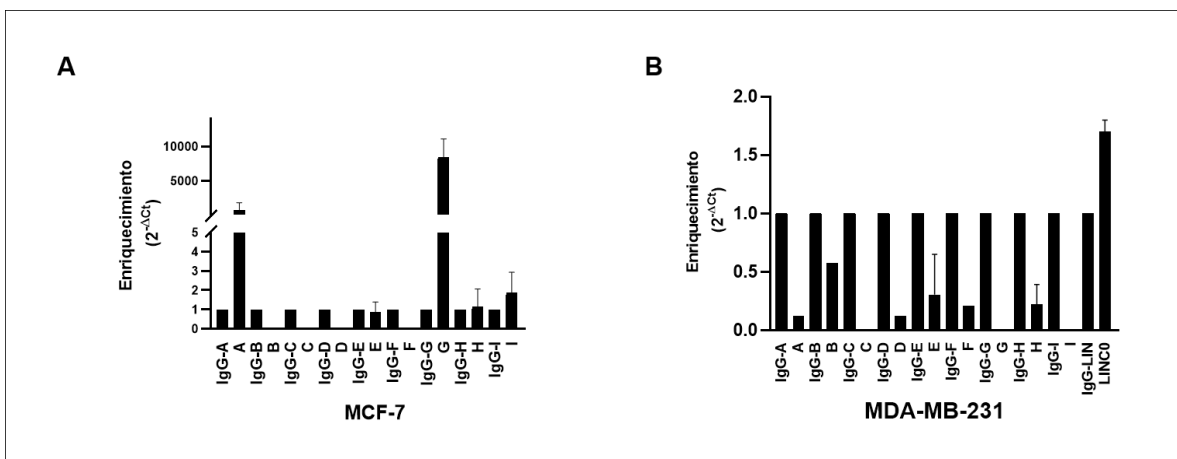 A
Enriquecimiento
(2-ΔCt)
10000
5000
5
4
3
2
1
0
IgG-A
A
IgG-B
B
IgG-C
C
IgG-D
D
IgG-E
E
IgG-F
F
IgG-G
G
IgG-H
H
IgG-I
I
MCF-7
B
Enriquecimiento
(2-ΔCt)
2.0
1.5
1.0
0.5
0.0
IgG-A
A
IgG-B
B
IgG-C
C
IgG-D
D
IgG-E
E
IgG-F
F
IgG-G
G
IgG-H
H
IgG-I
I
IgG-LIN
LINC0
MDA-MB-231